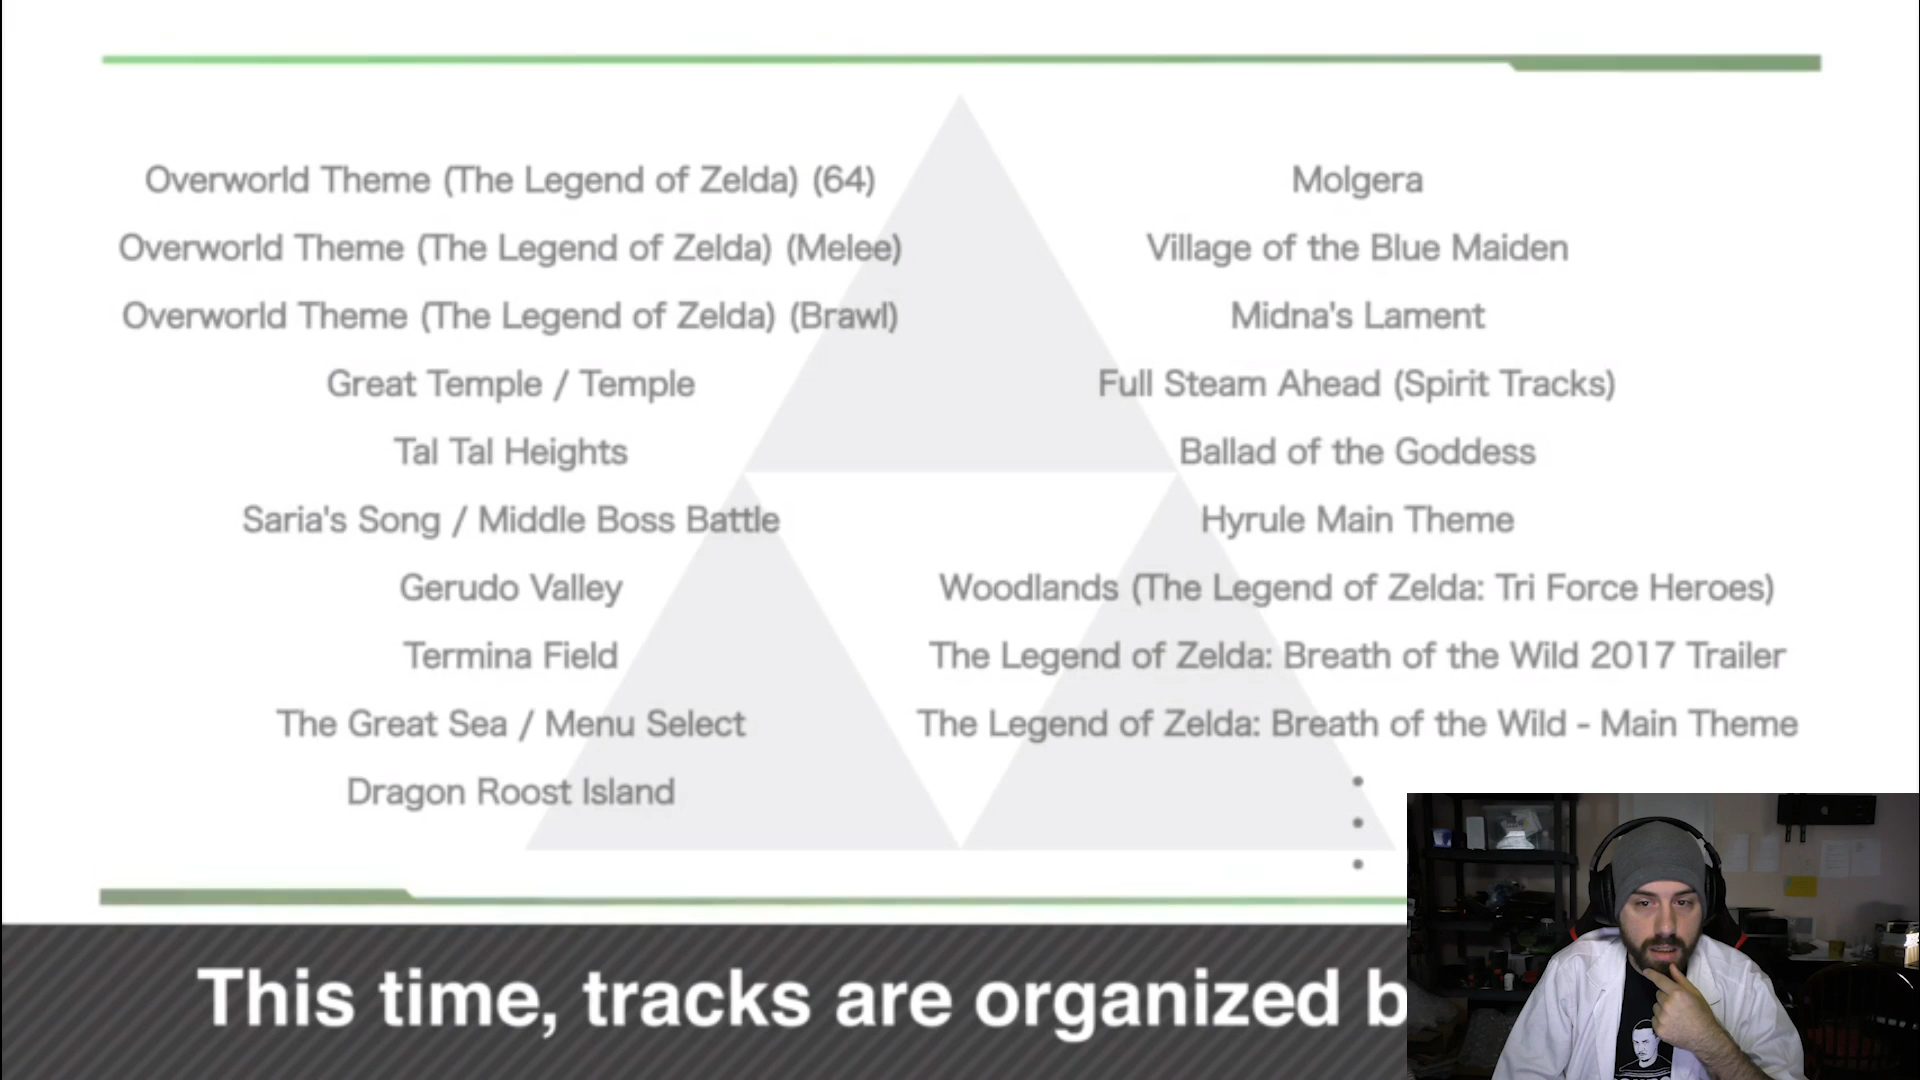 Overworld Theme (The Legend of Zelda) (64)
Overworld Theme (The Legend of Zelda) (Melee)
Overworld Theme (The Legend of Zelda) (Brawl)
Great Temple / Temple
Tal Tal Heights
Saria's Song / Middle Boss Battle
Gerudo Valley
Termina Field
The Great Sea / Menu Select
Dragon Roost Island
Molgera
Village of the Blue Maiden
Midna's Lament
Full Steam Ahead (Spirit Tracks)
Ballad of the Goddess
Hyrule Main Theme
Woodlands (The Legend of Zelda: Tri Force Heroes)
The Legend of Zelda: Breath of the Wild 2017 Trailer
The Legend of Zelda: Breath of the Wild - Main Theme
This time, tracks are organized b